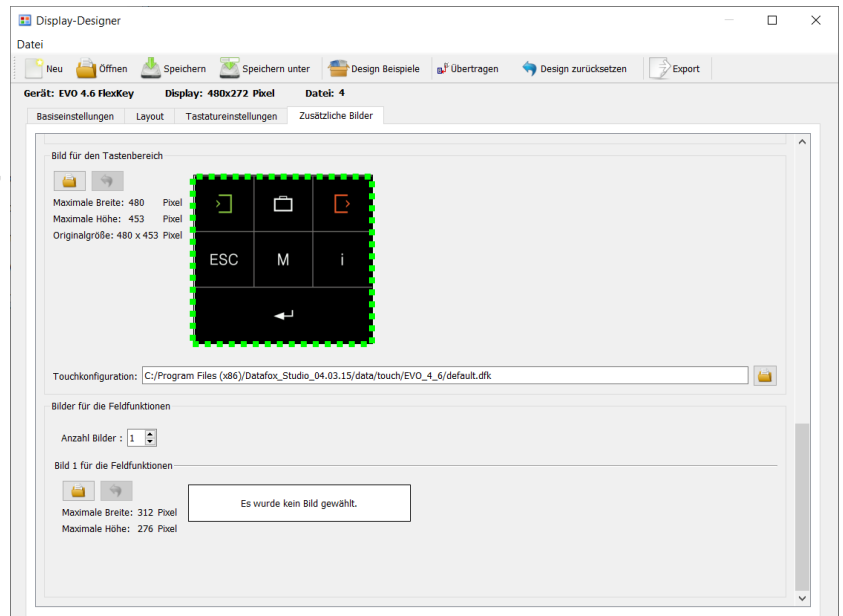 Display-Designer
Datei
Neu Öffnen Speichern Speichern unter Design Beispiele Übertragen Design zurücksetzen Export
Gerät: EVO 4.6 FlexKey Display: 480x272 Pixel Datei: 4
Basiseinstellungen Layout Tastatureinstellungen Zusätzliche Bilder
Bild für den Tastenbereich
Maximale Breite: 480 Pixel
Maximale Höhe: 453 Pixel
Originalgröße: 480 x 453 Pixel
ESC M i
Touchkonfiguration: C:/Program Files (x86)/Datafox_Studio_04.03.15/data/touch/EVO_4_6/default.dfk
Bilder für die Feldfunktionen
Anzahl Bilder : 1
Bild 1 für die Feldfunktionen
Es wurde kein Bild gewählt.
Maximale Breite: 312 Pixel
Maximale Höhe: 276 Pixel